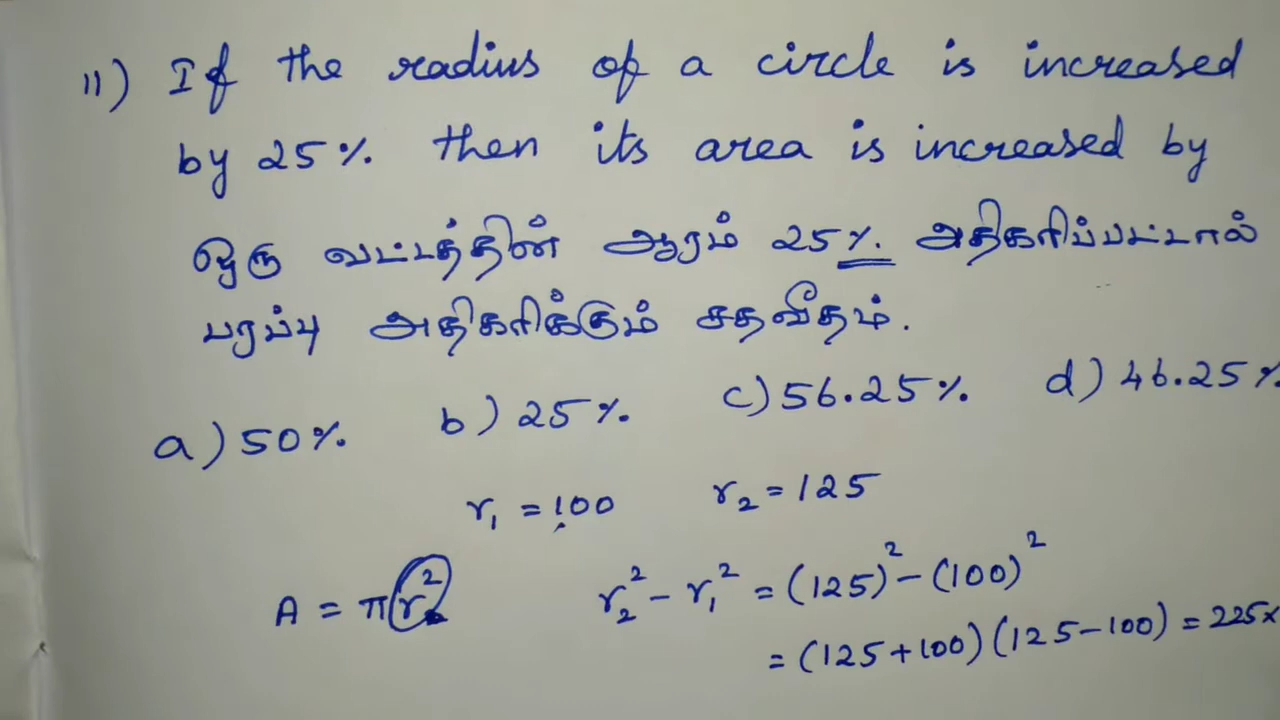 11) If the radius of a circle is increased
by 25%. then its area is increased by
ஒரு வட்டத்தின் ஆரம் 25%. அதிகரிப்பட்டால்
பரப்பு அதிகரிக்கும் சதவீதம்.
a) 50%. b) 25%. c) 56.25%. d) 46.25%
r₁ = 100 r₂ = 125
A = πr² r₂² - r₁² = (125)² - (100)²
= (125+100)(125-100) = 225×